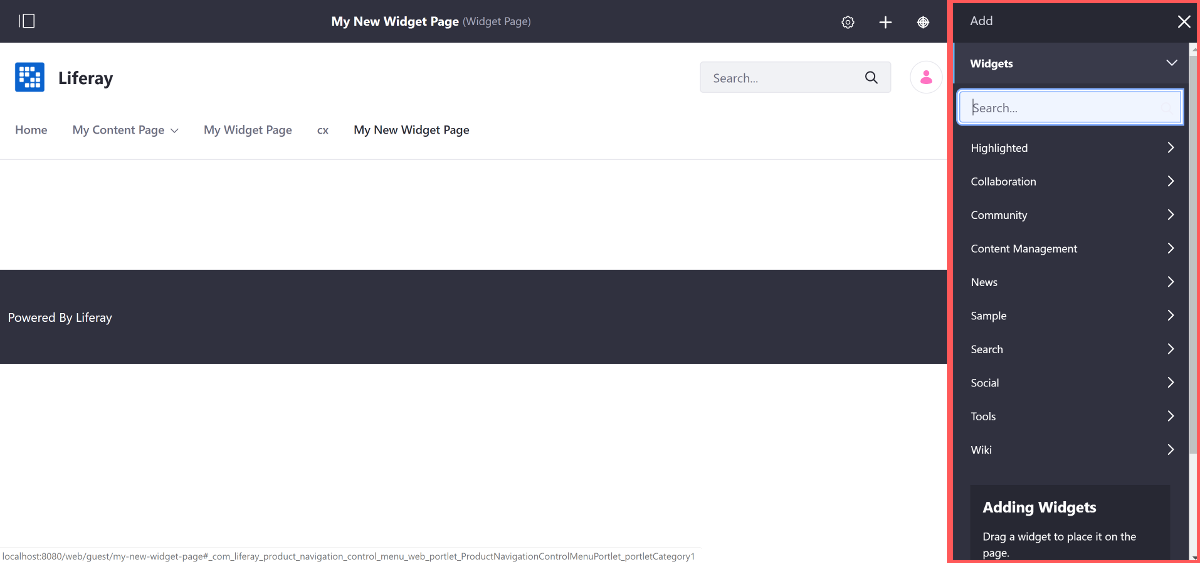 My New Widget Page (Widget Page)
Add
Widgets
Liferay
Search...
Search...
Home My Content Page My Widget Page cx My New Widget Page
Highlighted
Collaboration
Community
Content Management
News
Sample
Search
Social
Tools
Wiki
Powered By Liferay
Adding Widgets
Drag a widget to place it on the
page.
localhost:8080/web/guest/my-new-widget-page#_com_liferay_product_navigation_control_menu_web_portlet_ProductNavigationControlMenuPortlet_portletCategory1